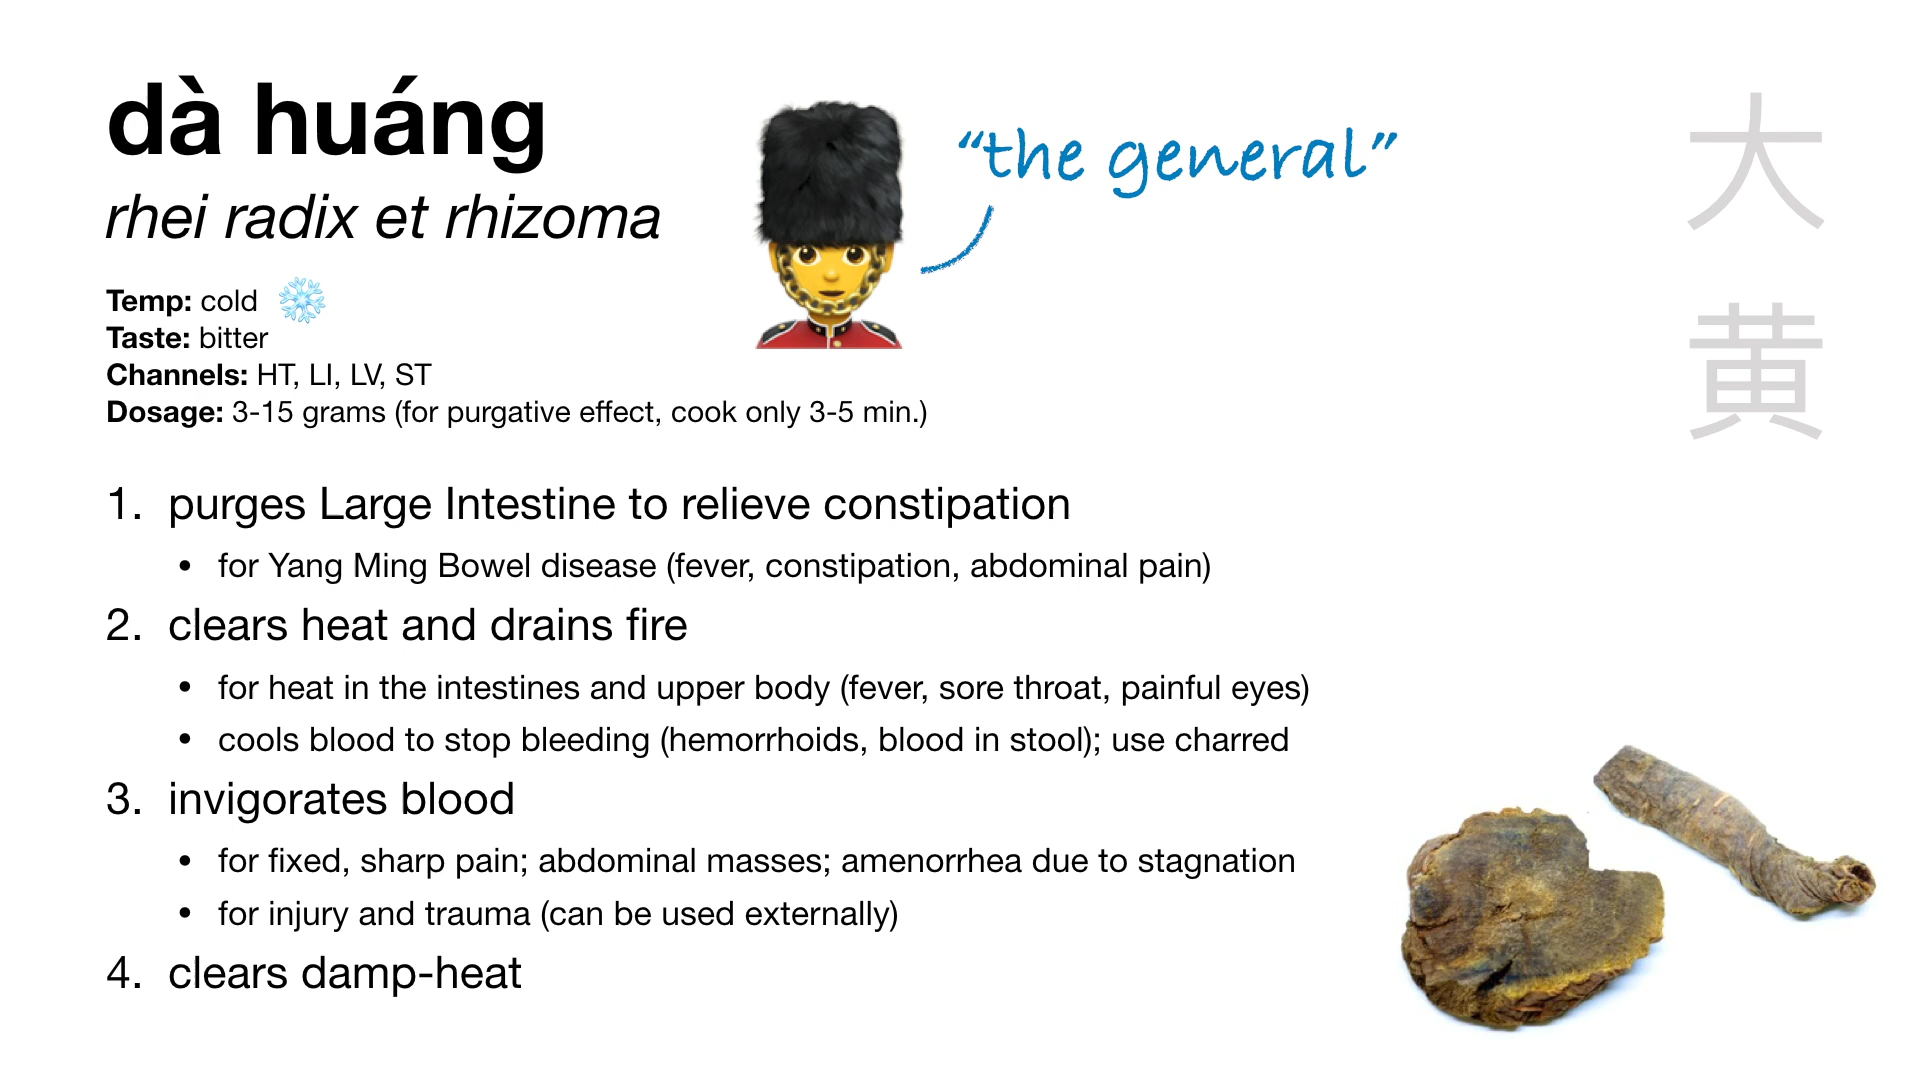 dà huáng
rhei radix et rhizoma
“the general”
大
黄
Temp: cold
Taste: bitter
Channels: HT, LI, LV, ST
Dosage: 3-15 grams (for purgative effect, cook only 3-5 min.)
1. purges Large Intestine to relieve constipation
• for Yang Ming Bowel disease (fever, constipation, abdominal pain)
2. clears heat and drains fire
• for heat in the intestines and upper body (fever, sore throat, painful eyes)
• cools blood to stop bleeding (hemorrhoids, blood in stool); use charred
3. invigorates blood
• for fixed, sharp pain; abdominal masses; amenorrhea due to stagnation
• for injury and trauma (can be used externally)
4. clears damp-heat